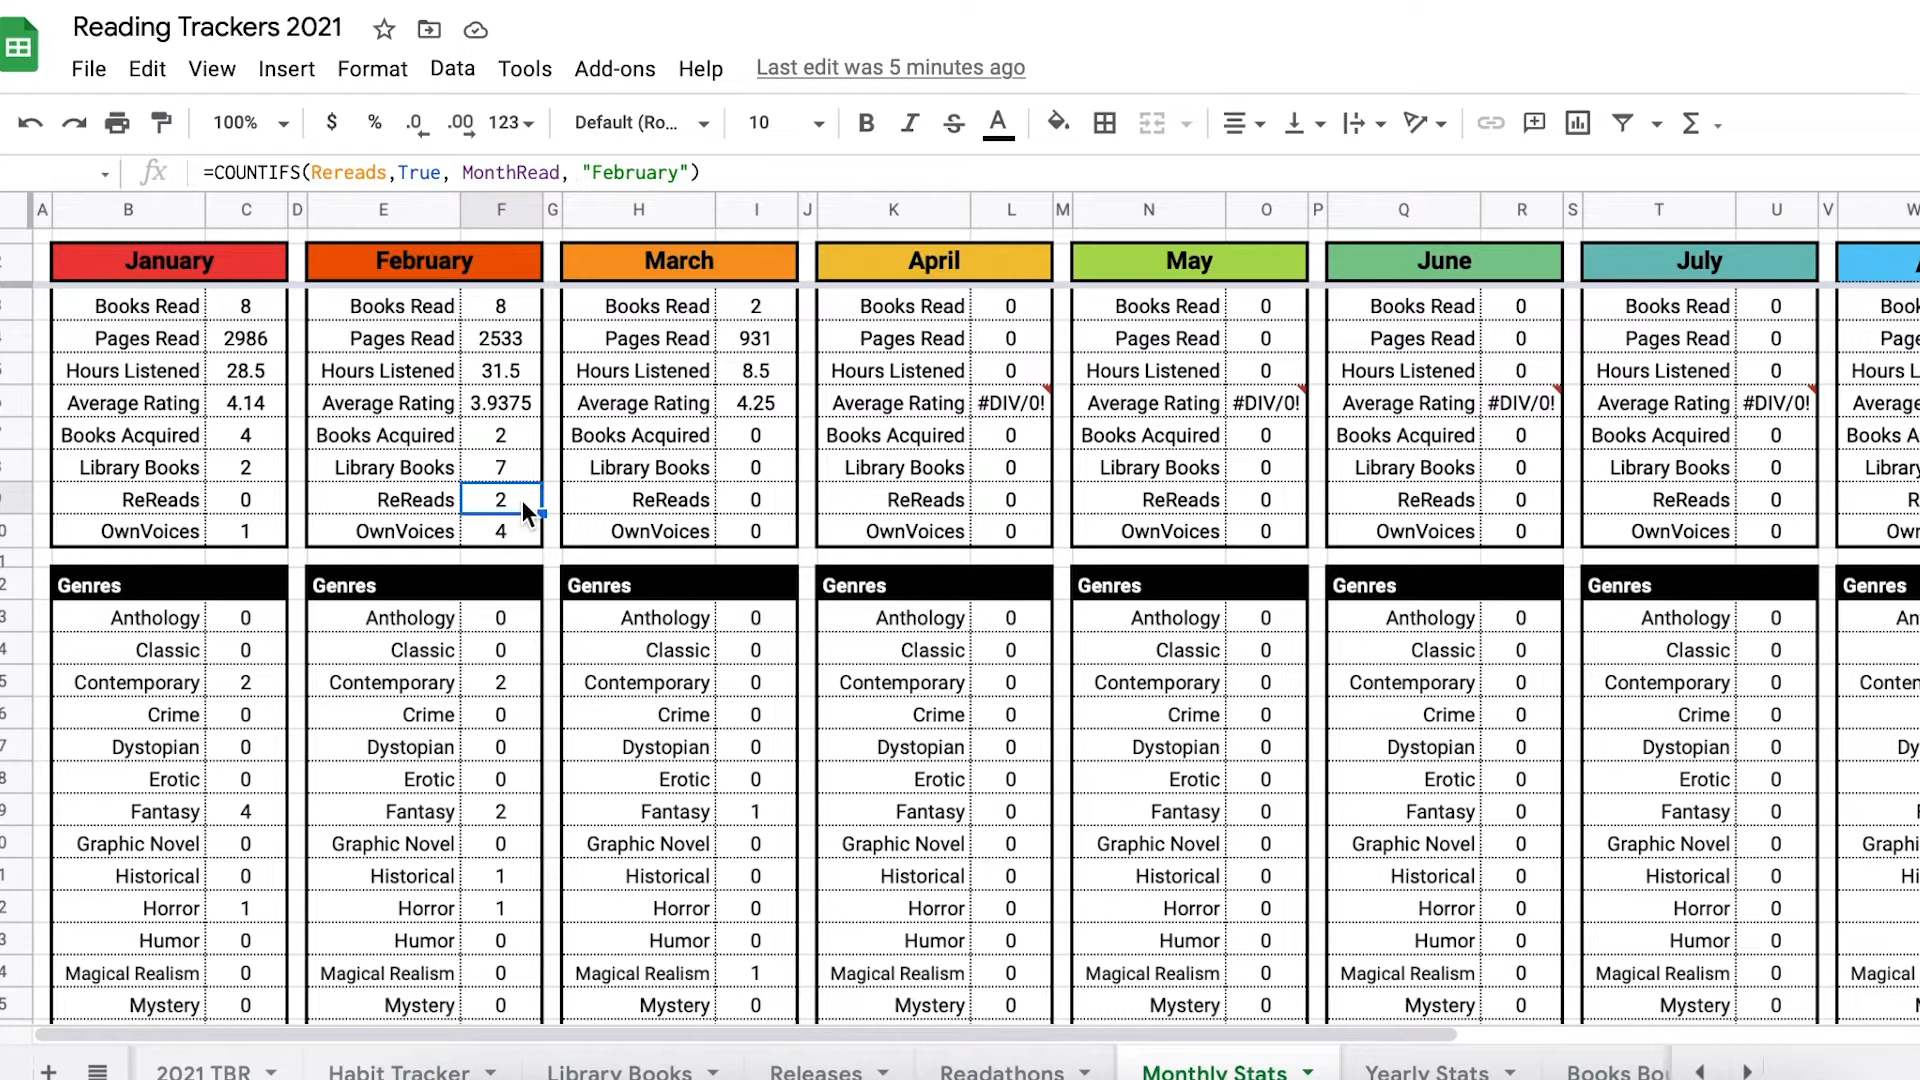 Reading Trackers 2021
File Edit View Insert Format Data Tools Add-ons Help Last edit was 5 minutes ago
100% $ % .0 .00 123 Default (Ro... 10 B I S A Σ
fx =COUNTIFS(Rereads,True, MonthRead, "February")
A B C D E F G H I J K L M N O P Q R S T U V W
January February March April May June July
Books Read 8 Books Read 8 Books Read 2 Books Read 0 Books Read 0 Books Read 0 Books Read 0
Pages Read 2986 Pages Read 2533 Pages Read 931 Pages Read 0 Pages Read 0 Pages Read 0 Pages Read 0
Hours Listened 28.5 Hours Listened 31.5 Hours Listened 8.5 Hours Listened 0 Hours Listened 0 Hours Listened 0 Hours Listened 0 Hours L
Average Rating 4.14 Average Rating 3.9375 Average Rating 4.25 Average Rating #DIV/0! Average Rating #DIV/0! Average Rating #DIV/0! Average Rating #DIV/0! Average
Books Acquired 4 Books Acquired 2 Books Acquired 0 Books Acquired 0 Books Acquired 0 Books Acquired 0 Books Acquired 0 Books A
Library Books 2 Library Books 7 Library Books 0 Library Books 0 Library Books 0 Library Books 0 Library Books 0 Library
ReReads 0 ReReads 2 ReReads 0 ReReads 0 ReReads 0 ReReads 0 ReReads 0 R
OwnVoices 1 OwnVoices 4 OwnVoices 0 OwnVoices 0 OwnVoices 0 OwnVoices 0 OwnVoices 0
Genres Genres Genres Genres Genres Genres Genres Genres
Anthology 0 Anthology 0 Anthology 0 Anthology 0 Anthology 0 Anthology 0 Anthology 0 An
Classic 0 Classic 0 Classic 0 Classic 0 Classic 0 Classic 0 Classic 0
Contemporary 2 Contemporary 2 Contemporary 0 Contemporary 0 Contemporary 0 Contemporary 0 Contemporary 0
Crime 0 Crime 0 Crime 0 Crime 0 Crime 0 Crime 0 Crime 0
Dystopian 0 Dystopian 0 Dystopian 0 Dystopian 0 Dystopian 0 Dystopian 0 Dystopian 0 Dy
Erotic 0 Erotic 0 Erotic 0 Erotic 0 Erotic 0 Erotic 0 Erotic 0
Fantasy 4 Fantasy 2 Fantasy 1 Fantasy 0 Fantasy 0 Fantasy 0 Fantasy 0
Graphic Novel 0 Graphic Novel 0 Graphic Novel 0 Graphic Novel 0 Graphic Novel 0 Graphic Novel 0 Graphic Novel 0 Graphi
Historical 0 Historical 1 Historical 0 Historical 0 Historical 0 Historical 0 Historical 0 Hi
Horror 1 Horror 1 Horror 0 Horror 0 Horror 0 Horror 0 Horror 0
Humor 0 Humor 0 Humor 0 Humor 0 Humor 0 Humor 0 Humor 0
Magical Realism 0 Magical Realism 0 Magical Realism 1 Magical Realism 0 Magical Realism 0 Magical Realism 0 Magical Realism 0 Magical
Mystery 0 Mystery 0 Mystery 0 Mystery 0 Mystery 0 Mystery 0 Mystery 0
2021 TBR Habit Tracker Library Books Releases Readathons Monthly Stats Yearly Stats Books Bo